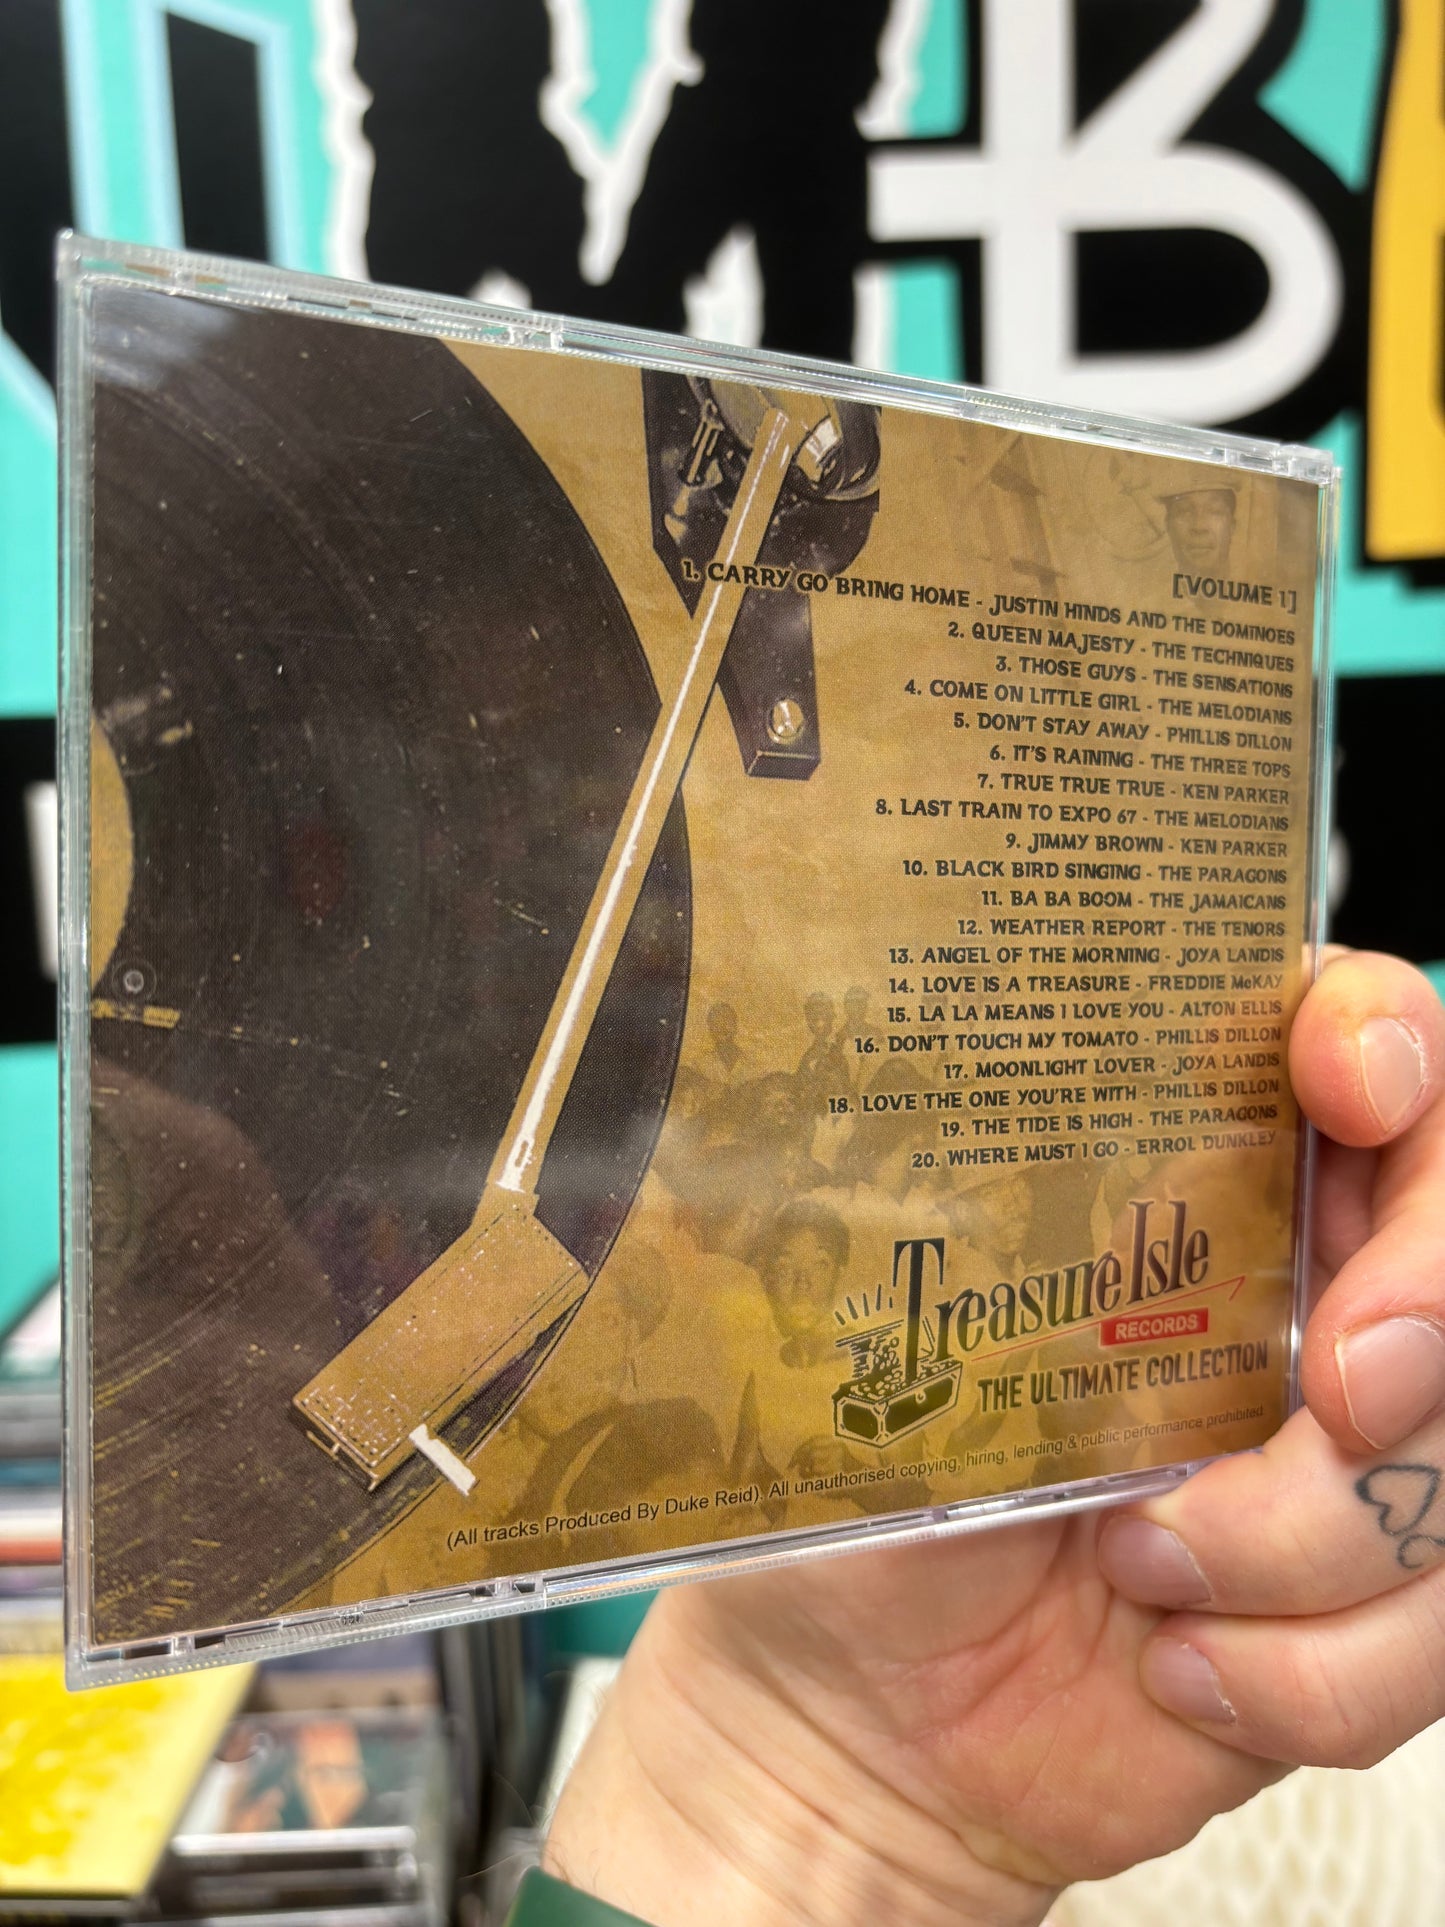 [VOLUME 1]
1. CARRY GO BRING HOME - JUSTIN HINDS AND THE DOMINOES
2. QUEEN MAJESTY - THE TECHNIQUES
3. THOSE GUYS - THE SENSATIONS
4. COME ON LITTLE GIRL - THE MELODIANS
5. DON'T STAY AWAY - PHILLIS DILLON
6. IT'S RAINING - THE THREE TOPS
7. TRUE TRUE TRUE - KEN PARKER
8. LAST TRAIN TO EXPO 67 - THE MELODIANS
9. JIMMY BROWN - KEN PARKER
10. BLACK BIRD SINGING - THE PARAGONS
11. BA BA BOOM - THE JAMAICANS
12. WEATHER REPORT - THE TENORS
13. ANGEL OF THE MORNING - JOYA LANDIS
14. LOVE IS A TREASURE - FREDDIE McKAY
15. LA LA MEANS I LOVE YOU - ALTON ELLIS
16. DON'T TOUCH MY TOMATO - PHILLIS DILLON
17. MOONLIGHT LOVER - JOYA LANDIS
18. LOVE THE ONE YOU'RE WITH - PHILLIS DILLON
19. THE TIDE IS HIGH - THE PARAGONS
20. WHERE MUST I GO - ERROL DUNKLEY
Treasure Isle
RECORDS
THE ULTIMATE COLLECTION
(All tracks Produced By Duke Reid). All unauthorised copying, hiring, lending & public performance prohibited.